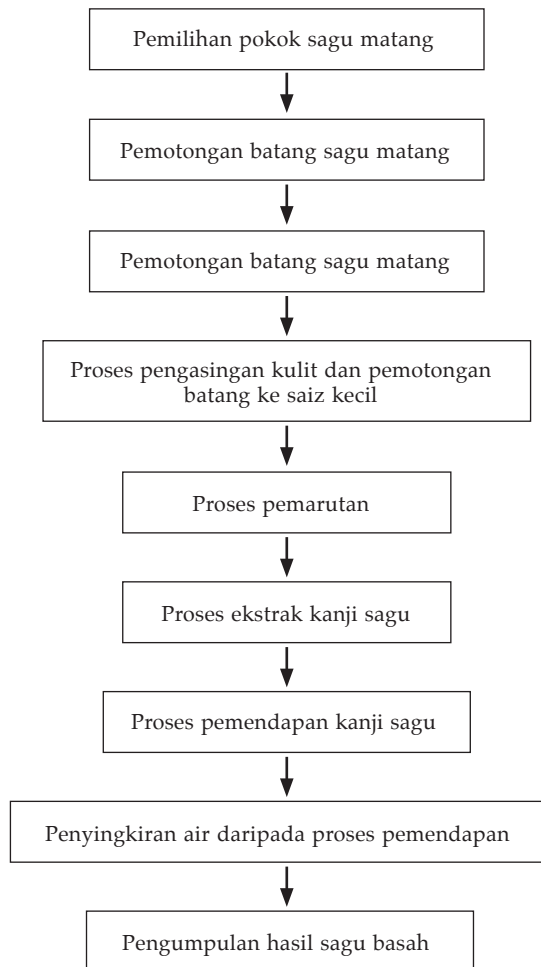 Pemilihan pokok sagu matang
Pemotongan batang sagu matang
Pemotongan batang sagu matang
Proses pengasingan kulit dan pemotongan
batang ke saiz kecil
Proses pemarutan
Proses ekstrak kanji sagu
Proses pemendapan kanji sagu
Penyingkiran air daripada proses pemendapan
Pengumpulan hasil sagu basah